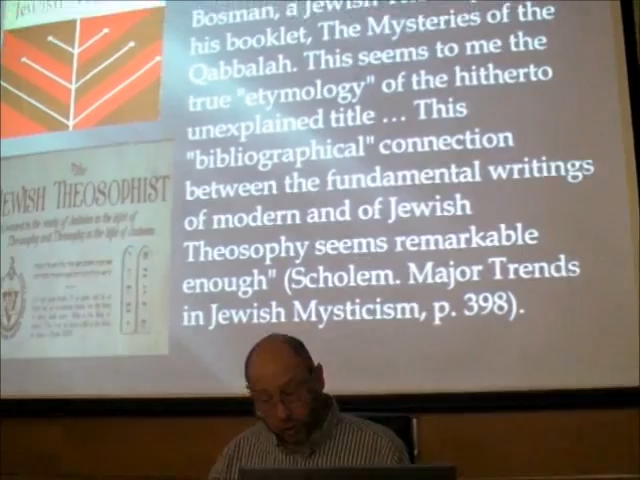 Jewish
Bosman, a Jewish
his booklet, The Mysteries of the
Qabbalah. This seems to me the
true "etymology" of the hitherto
unexplained title … This
"bibliographical" connection
between the fundamental writings
of modern and of Jewish
Theosophy seems remarkable
enough" (Scholem. Major Trends
in Jewish Mysticism, p. 398).
The
JEWISH THEOSOPHIST